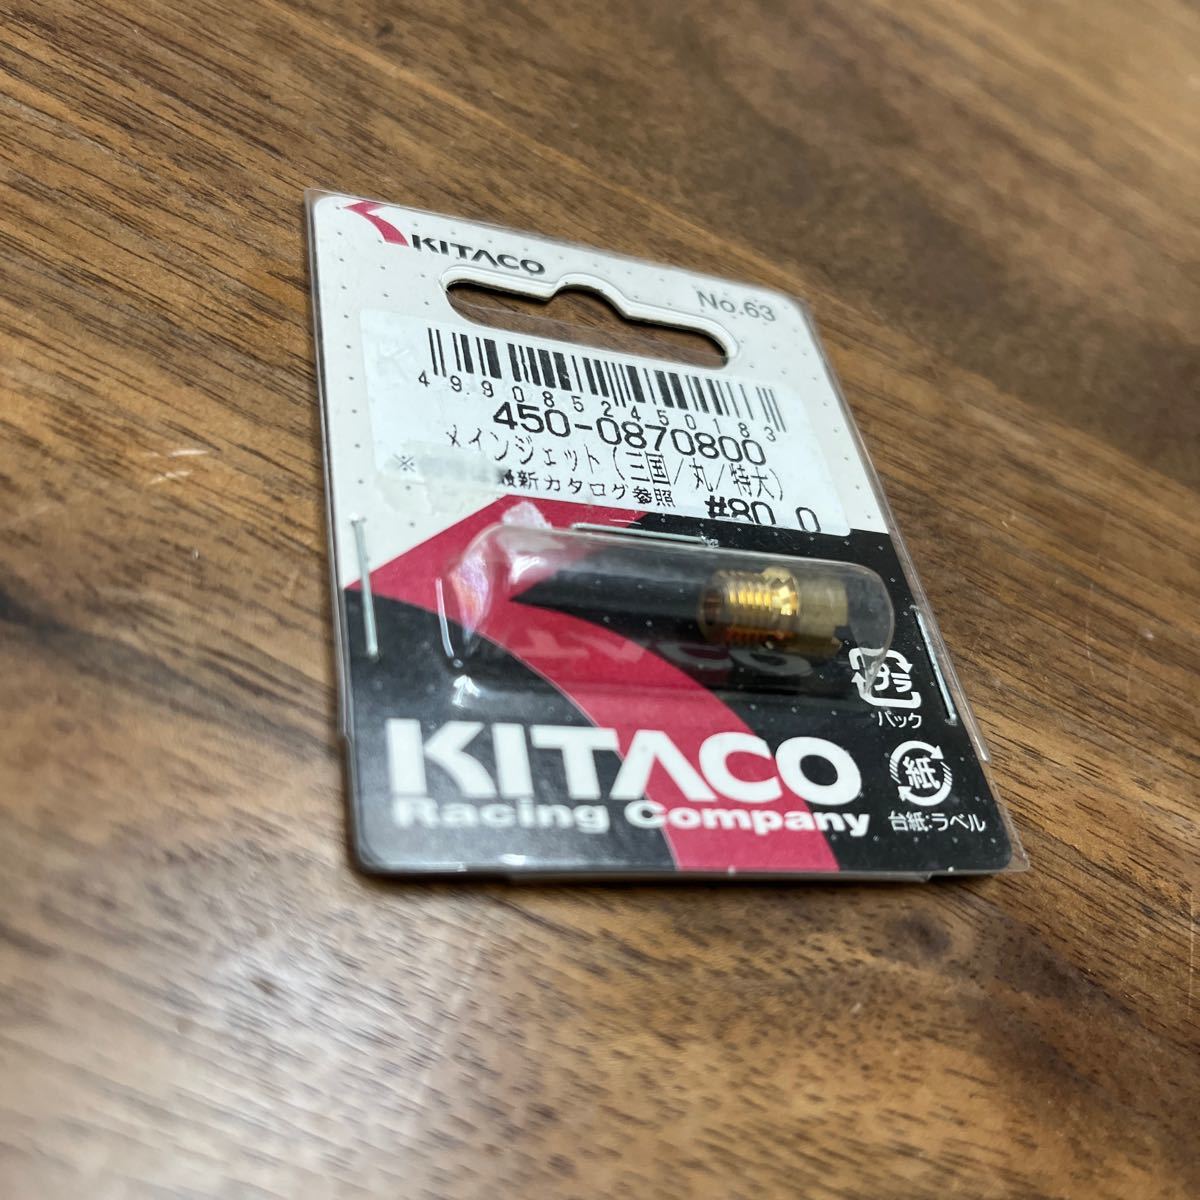 KITACO
No.63
4990852450183
450-0870800
メインジェット(三国/丸/特大)
※
最新カタログ参照 #80.0
プラ
パック
紙
台紙:ラベル
KITACO
Racing Company